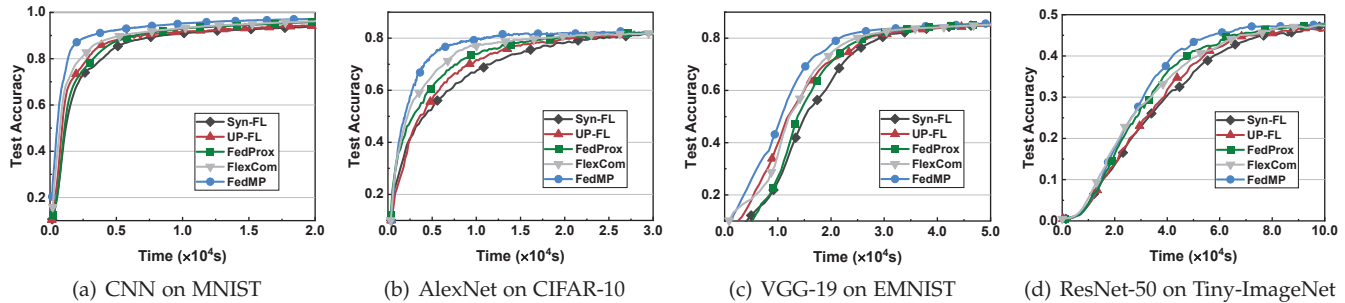 Test Accuracy
1.0
0.8
0.6
0.4
0.2
0.0 0.5 1.0 1.5 2.0
Time (×10⁴s)
Syn-FL
UP-FL
FedProx
FlexCom
FedMP
(a) CNN on MNIST
Test Accuracy
0.8
0.6
0.4
0.2
0.0 0.5 1.0 1.5 2.0 2.5 3.0
Time (×10⁴s)
Syn-FL
UP-FL
FedProx
FlexCom
FedMP
(b) AlexNet on CIFAR-10
Test Accuracy
0.8
0.6
0.4
0.2
0.0 1.0 2.0 3.0 4.0 5.0
Time (×10⁴s)
Syn-FL
UP-FL
FedProx
FlexCom
FedMP
(c) VGG-19 on EMNIST
Test Accuracy
0.5
0.4
0.3
0.2
0.1
0.0
0.0 2.0 4.0 6.0 8.0 10.0
Time (×10⁴s)
Syn-FL
UP-FL
FedProx
FlexCom
FedMP
(d) ResNet-50 on Tiny-ImageNet